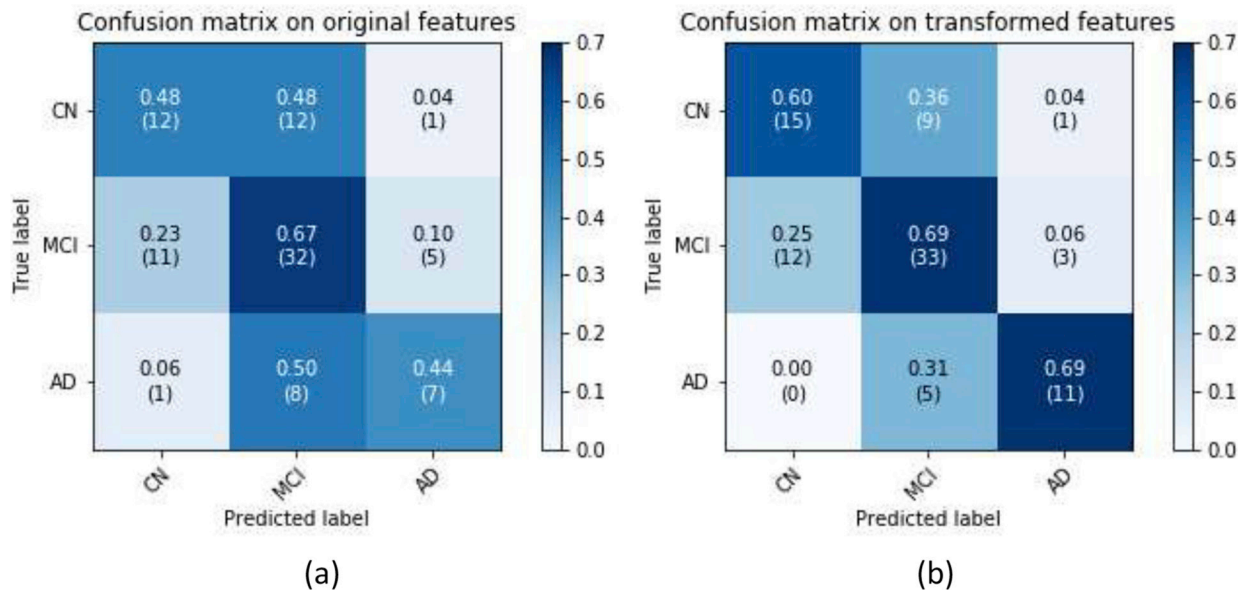 Confusion matrix on original features
CN
0.48
(12)
0.48
(12)
0.04
(1)
MCI
0.23
(11)
0.67
(32)
0.10
(5)
AD
0.06
(1)
0.50
(8)
0.44
(7)
True label
CN
MCI
AD
Predicted label
0.7
0.6
0.5
0.4
0.3
0.2
0.1
0.0
(a)
Confusion matrix on transformed features
CN
0.60
(15)
0.36
(9)
0.04
(1)
MCI
0.25
(12)
0.69
(33)
0.06
(3)
AD
0.00
(0)
0.31
(5)
0.69
(11)
True label
CN
MCI
AD
Predicted label
0.7
0.6
0.5
0.4
0.3
0.2
0.1
0.0
(b)